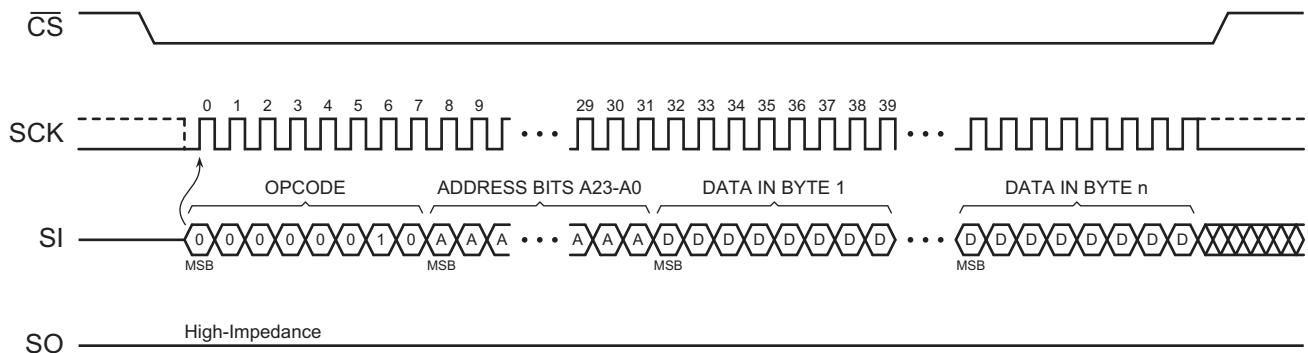 C̅S̅
SCK
0 1 2 3 4 5 6 7 8 9 29 30 31 32 33 34 35 36 37 38 39
OPCODE ADDRESS BITS A23-A0 DATA IN BYTE 1 DATA IN BYTE n
SI 0 0 0 0 0 0 1 0 A A A A A A D D D D D D D D D D D D D D D D
MSB MSB MSB MSB
High-Impedance
SO